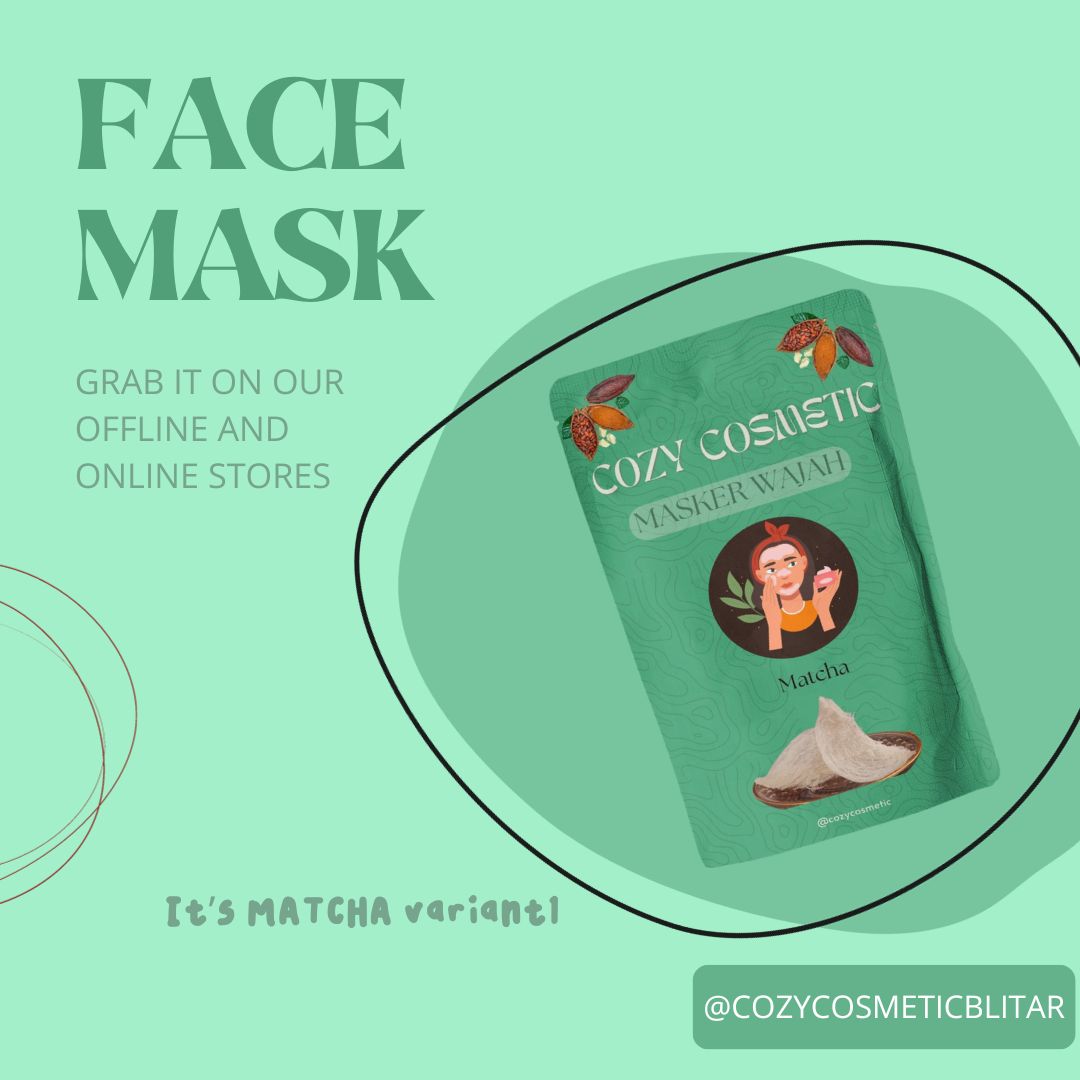 FACE
MASK
GRAB IT ON OUR
OFFLINE AND
ONLINE STORES
COZY COSMETIC
MASKER WAJAH
Matcha
@cozycosmetic
It's MATCHA variant!
@COZYCOSMETICBLITAR